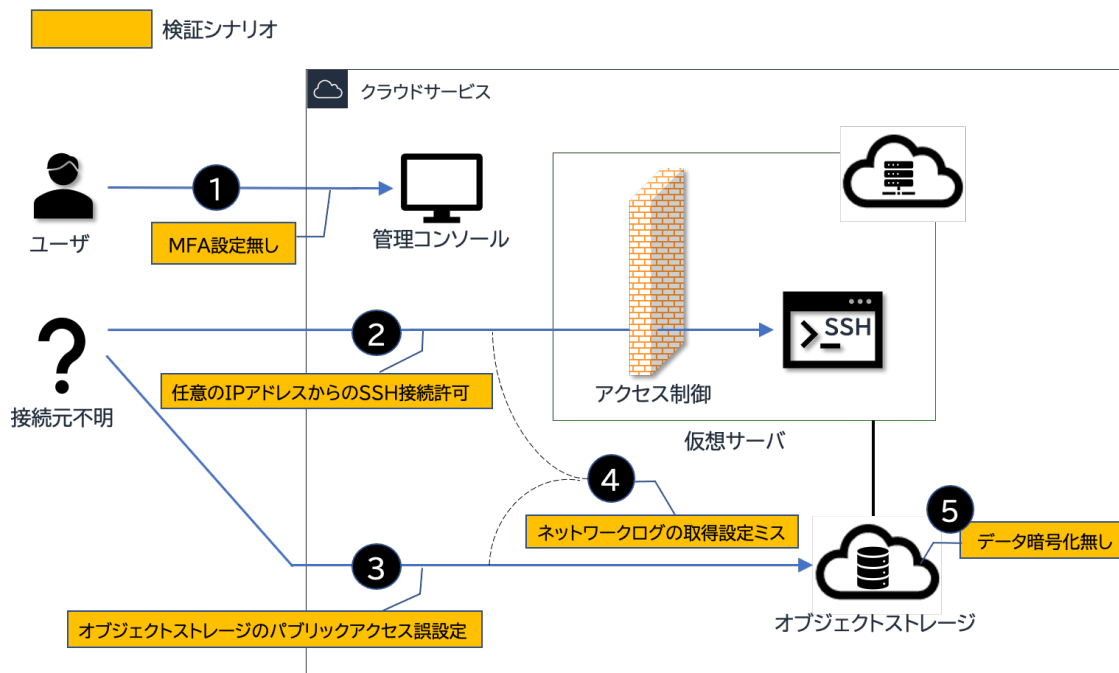 検証シナリオ
クラウドサービス
1
MFA設定無し
ユーザ
管理コンソール
2
SSH
任意のIPアドレスからのSSH接続許可
アクセス制御
接続元不明
仮想サーバ
4
ネットワークログの取得設定ミス
5
データ暗号化無し
3
オブジェクトストレージのパブリックアクセス誤設定
オブジェクトストレージ